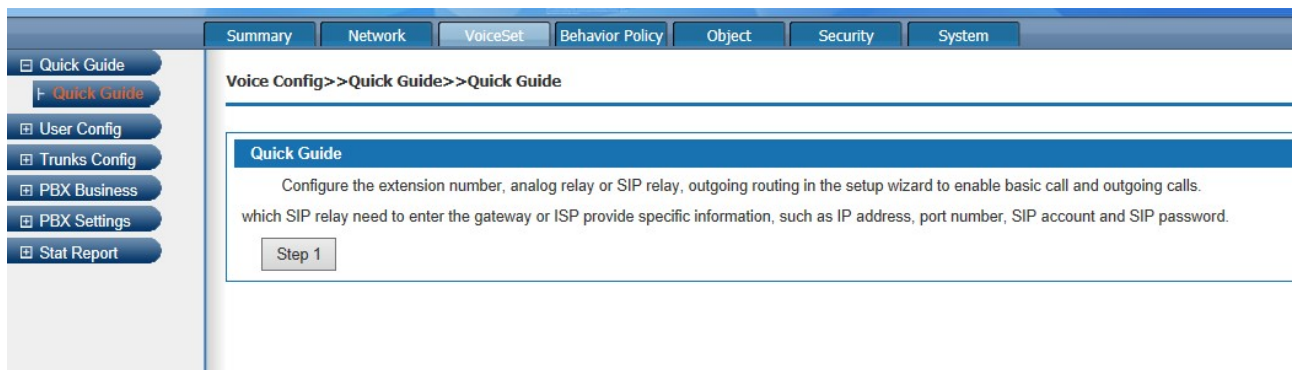 Summary Network VoiceSet Behavior Policy Object Security System
Quick Guide
Quick Guide
User Config
Trunks Config
PBX Business
PBX Settings
Stat Report
Voice Config>>Quick Guide>>Quick Guide
Quick Guide
Configure the extension number, analog relay or SIP relay, outgoing routing in the setup wizard to enable basic call and outgoing calls.
which SIP relay need to enter the gateway or ISP provide specific information, such as IP address, port number, SIP account and SIP password.
Step 1